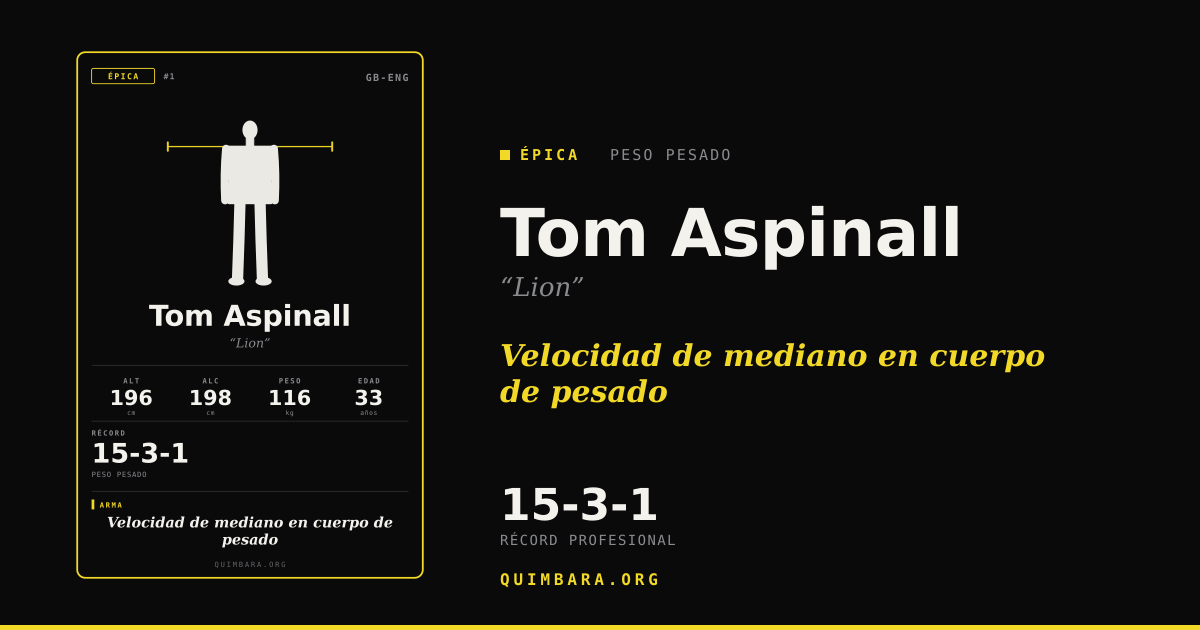 ÉPICA #1 GB-ENG
Tom Aspinall
“Lion”
ALT ALC PESO EDAD
196 198 116 33
cm cm kg años
RÉCORD
15-3-1
PESO PESADO
ARMA
Velocidad de mediano en cuerpo de
pesado
QUIMBARA.ORG
ÉPICA PESO PESADO
Tom Aspinall
“Lion”
Velocidad de mediano en cuerpo
de pesado
15-3-1
RÉCORD PROFESIONAL
QUIMBARA.ORG